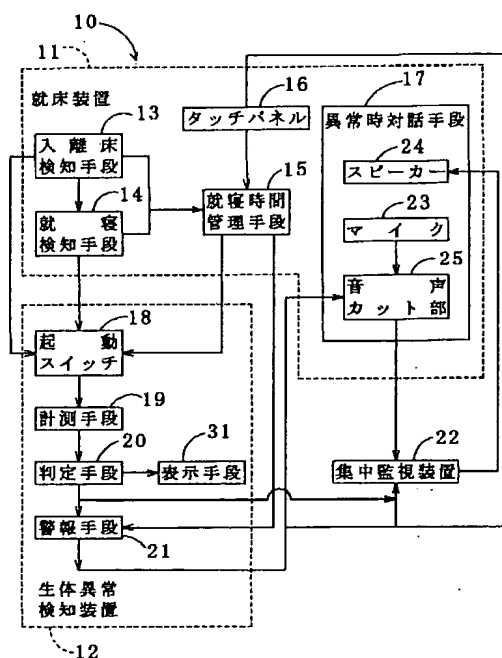 10
11
就床装置
13
入離床
検知手段
14
就寝
検知手段
16
タッチパネル
15
就寝時間
管理手段
17
異常時対話手段
24
スピーカー
23
マイク
25
音声
カット部
18
起動
スイッチ
19
計測手段
20
判定手段
31
表示手段
22
集中監視装置
警報手段
21
生体異常
検知装置
12